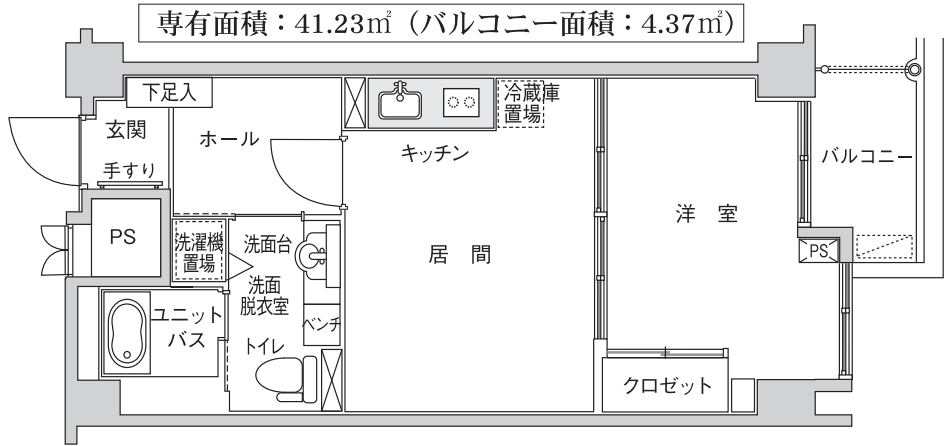 専有面積：41.23㎡（バルコニー面積：4.37㎡）
下足入
玄関
手すり
ホール
キッチン
冷蔵庫
置場
バルコニー
PS
洗濯機
置場
洗面台
洗面
脱衣室
ベンチ
トイレ
ユニット
バス
居　間
洋　室
PS
クロゼット